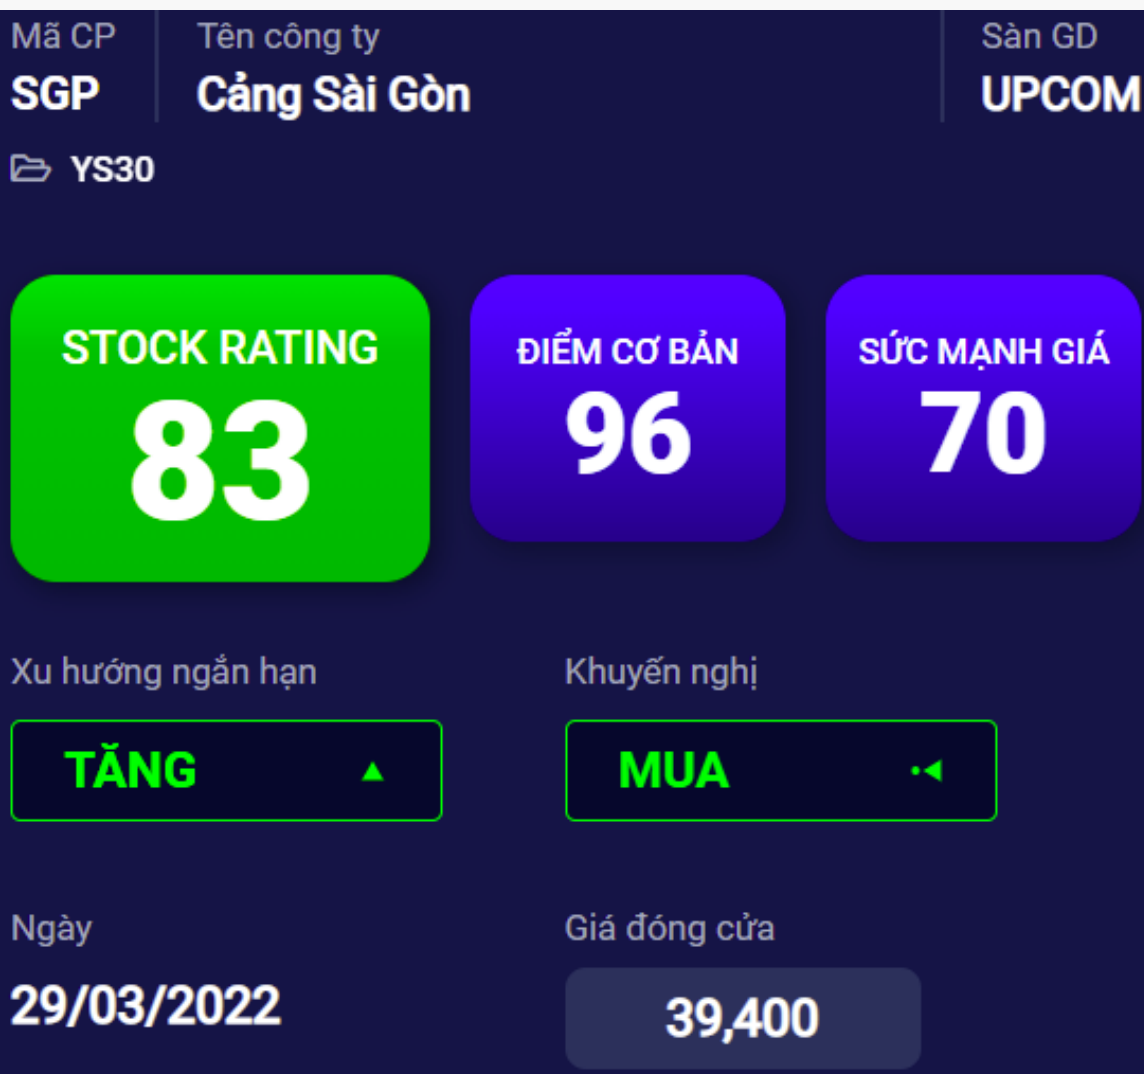 Mã CP
Tên công ty
Sàn GD
SGP
Cảng Sài Gòn
UPCOM
YS30
STOCK RATING
83
ĐIỂM CƠ BẢN
96
SỨC MẠNH GIÁ
70
Xu hướng ngắn hạn
Khuyến nghị
TĂNG
MUA
Ngày
Giá đóng cửa
29/03/2022
39,400